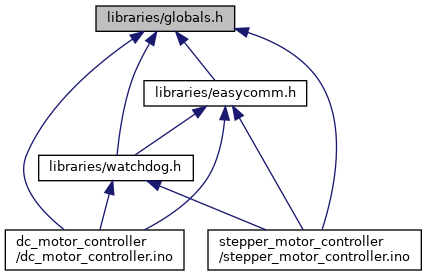 libraries/globals.h
libraries/easycomm.h
libraries/watchdog.h
dc_motor_controller
/dc_motor_controller.ino
stepper_motor_controller
/stepper_motor_controller.ino